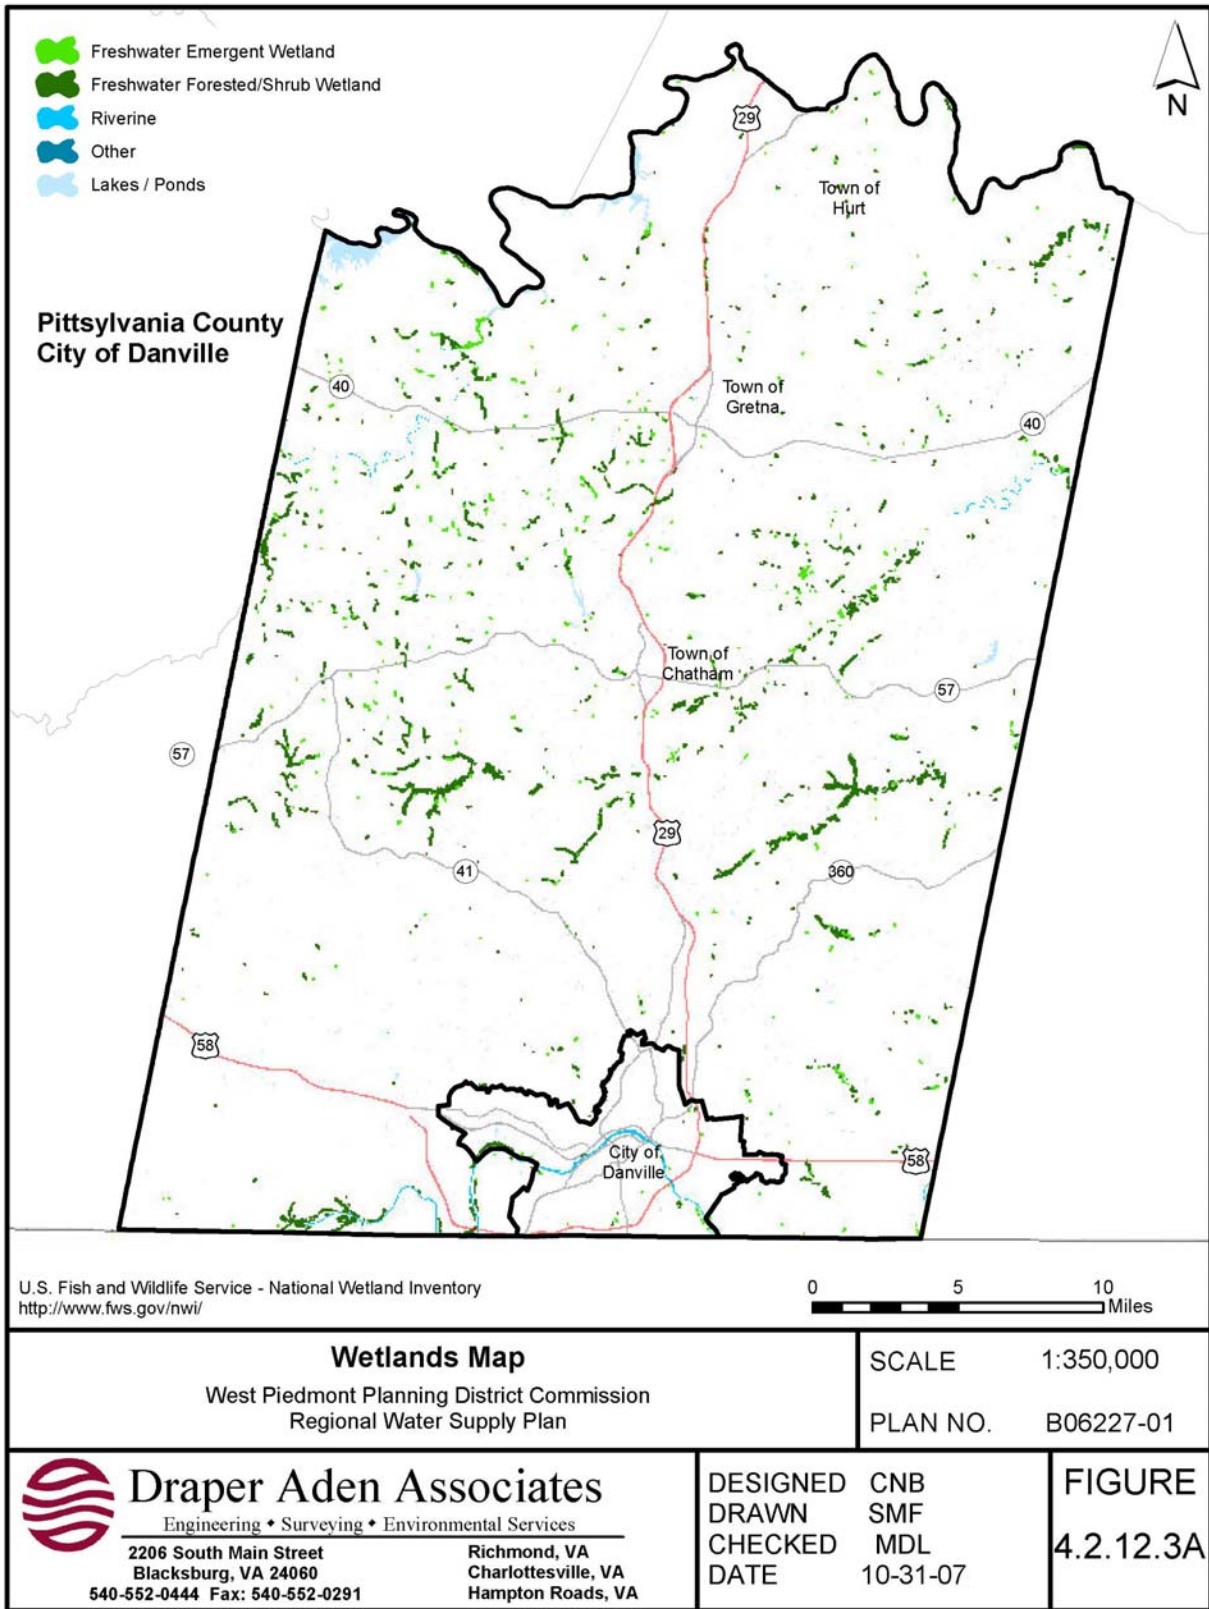 Freshwater Emergent Wetland
Freshwater Forested/Shrub Wetland
Riverine
Other
Lakes / Ponds
N
29
Town of
Hurt
Pittsylvania County
City of Danville
40
Town of
Gretna
40
Town of
Chatham
57
57
29
41
360
58
City of
Danville
58
U.S. Fish and Wildlife Service - National Wetland Inventory
http://www.fws.gov/nwi/
0 5 10
Miles
Wetlands Map
West Piedmont Planning District Commission
Regional Water Supply Plan
SCALE 1:350,000
PLAN NO. B06227-01
Draper Aden Associates
Engineering • Surveying • Environmental Services
2206 South Main Street Richmond, VA
Blacksburg, VA 24060 Charlottesville, VA
540-552-0444 Fax: 540-552-0291 Hampton Roads, VA
DESIGNED CNB
DRAWN SMF
CHECKED MDL
DATE 10-31-07
FIGURE
4.2.12.3A